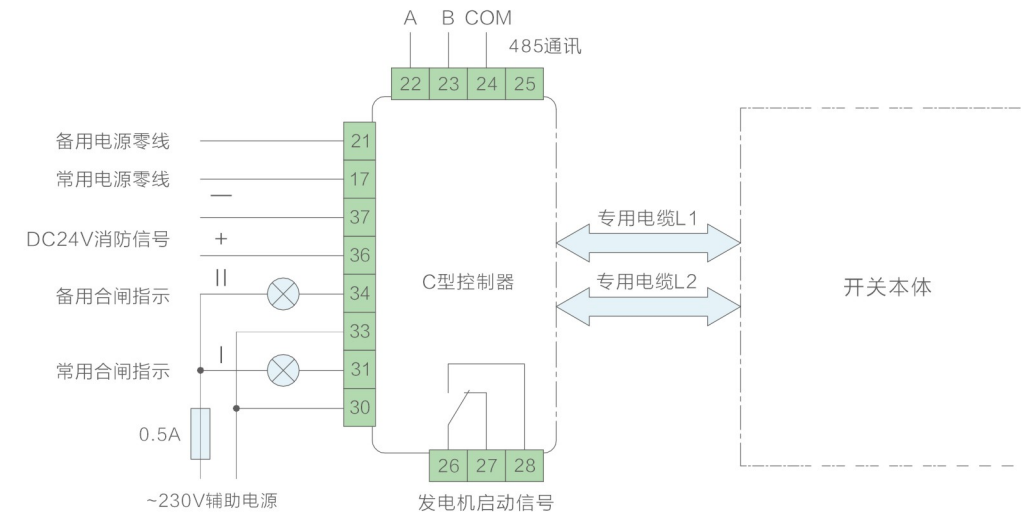 A B COM
485通讯
22 23 24 25
备用电源零线 21
常用电源零线 17
— 37
DC24V消防信号 + 36
备用合闸指示 II 34
33
常用合闸指示 I 31
30
0.5A
~230V辅助电源
C型控制器
26 27 28
发电机启动信号
专用电缆L1
专用电缆L2
开关本体